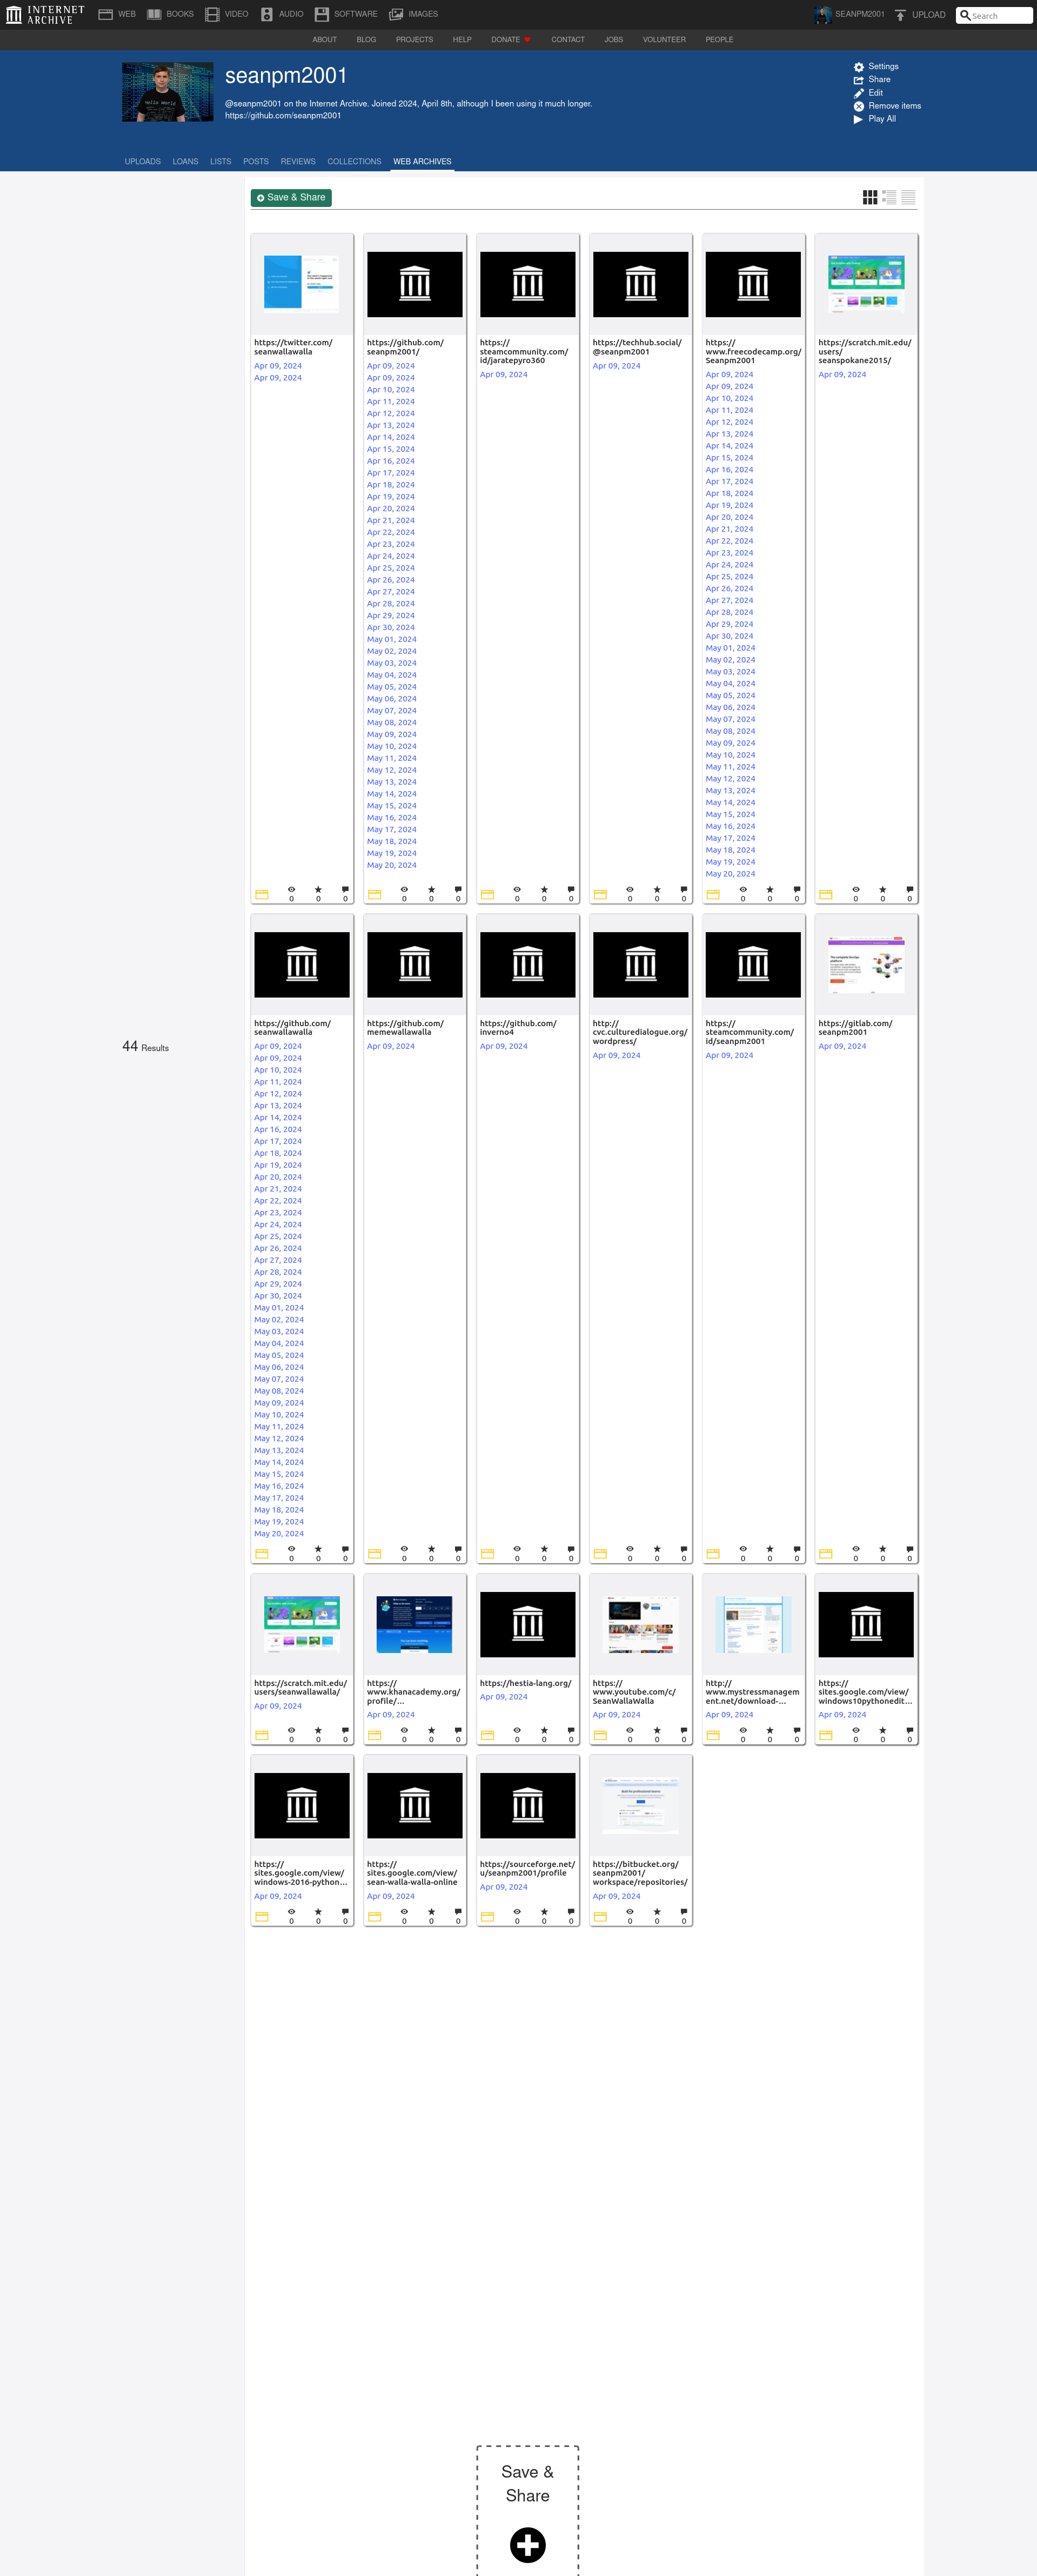 INTERNET ARCHIVE
WEB BOOKS VIDEO AUDIO SOFTWARE IMAGES SEANPM2001 UPLOAD Search
ABOUT BLOG PROJECTS HELP DONATE CONTACT JOBS VOLUNTEER PEOPLE
seanpm2001
@seanpm2001 on the Internet Archive. Joined 2024, April 8th, although I been using it much longer.
https://github.com/seanpm2001
Settings
Share
Edit
Remove items
Play All
UPLOADS LOANS LISTS POSTS REVIEWS COLLECTIONS WEB ARCHIVES
44 Results
Save & Share
https://twitter.com/
seanwallawalla
Apr 09, 2024
Apr 09, 2024
0 0 0
https://github.com/
seanpm2001/
Apr 09, 2024
Apr 09, 2024
Apr 10, 2024
Apr 11, 2024
Apr 12, 2024
Apr 13, 2024
Apr 14, 2024
Apr 15, 2024
Apr 16, 2024
Apr 17, 2024
Apr 18, 2024
Apr 19, 2024
Apr 20, 2024
Apr 21, 2024
Apr 22, 2024
Apr 23, 2024
Apr 24, 2024
Apr 25, 2024
Apr 26, 2024
Apr 27, 2024
Apr 28, 2024
Apr 29, 2024
Apr 30, 2024
May 01, 2024
May 02, 2024
May 03, 2024
May 04, 2024
May 05, 2024
May 06, 2024
May 07, 2024
May 08, 2024
May 09, 2024
May 10, 2024
May 11, 2024
May 12, 2024
May 13, 2024
May 14, 2024
May 15, 2024
May 16, 2024
May 17, 2024
May 18, 2024
May 19, 2024
May 20, 2024
0 0 0
https://
steamcommunity.com/
id/jaratepyro360
Apr 09, 2024
0 0 0
https://techhub.social/
@seanpm2001
Apr 09, 2024
0 0 0
https://
www.freecodecamp.org/
Seanpm2001
Apr 09, 2024
Apr 09, 2024
Apr 10, 2024
Apr 11, 2024
Apr 12, 2024
Apr 13, 2024
Apr 14, 2024
Apr 15, 2024
Apr 16, 2024
Apr 17, 2024
Apr 18, 2024
Apr 19, 2024
Apr 20, 2024
Apr 21, 2024
Apr 22, 2024
Apr 23, 2024
Apr 24, 2024
Apr 25, 2024
Apr 26, 2024
Apr 27, 2024
Apr 28, 2024
Apr 29, 2024
Apr 30, 2024
May 01, 2024
May 02, 2024
May 03, 2024
May 04, 2024
May 05, 2024
May 06, 2024
May 07, 2024
May 08, 2024
May 09, 2024
May 10, 2024
May 11, 2024
May 12, 2024
May 13, 2024
May 14, 2024
May 15, 2024
May 16, 2024
May 17, 2024
May 18, 2024
May 19, 2024
May 20, 2024
0 0 0
https://scratch.mit.edu/
users/
seanspokane2015/
Apr 09, 2024
0 0 0
https://github.com/
seanwallawalla
Apr 09, 2024
Apr 09, 2024
Apr 10, 2024
Apr 11, 2024
Apr 12, 2024
Apr 13, 2024
Apr 14, 2024
Apr 16, 2024
Apr 17, 2024
Apr 18, 2024
Apr 19, 2024
Apr 20, 2024
Apr 21, 2024
Apr 22, 2024
Apr 23, 2024
Apr 24, 2024
Apr 25, 2024
Apr 26, 2024
Apr 27, 2024
Apr 28, 2024
Apr 29, 2024
Apr 30, 2024
May 01, 2024
May 02, 2024
May 03, 2024
May 04, 2024
May 05, 2024
May 06, 2024
May 07, 2024
May 08, 2024
May 09, 2024
May 10, 2024
May 11, 2024
May 12, 2024
May 13, 2024
May 14, 2024
May 15, 2024
May 16, 2024
May 17, 2024
May 18, 2024
May 19, 2024
May 20, 2024
0 0 0
https://github.com/
memewallawalla
Apr 09, 2024
0 0 0
https://github.com/
inverno4
Apr 09, 2024
0 0 0
http://
cvc.culturedialogue.org/
wordpress/
Apr 09, 2024
0 0 0
https://
steamcommunity.com/
id/seanpm2001
Apr 09, 2024
0 0 0
https://gitlab.com/
seanpm2001
Apr 09, 2024
0 0 0
https://scratch.mit.edu/
users/seanwallawalla/
Apr 09, 2024
0 0 0
https://
www.khanacademy.org/
profile/...
Apr 09, 2024
0 0 0
https://hestia-lang.org/
Apr 09, 2024
0 0 0
https://
www.youtube.com/c/
SeanWallaWalla
Apr 09, 2024
0 0 0
http://
www.mystressmanagem
ent.net/download-...
Apr 09, 2024
0 0 0
https://
sites.google.com/view/
windows10pythonedit...
Apr 09, 2024
0 0 0
https://
sites.google.com/view/
windows-2016-python...
Apr 09, 2024
0 0 0
https://
sites.google.com/view/
sean-walla-walla-online
Apr 09, 2024
0 0 0
https://sourceforge.net/
u/seanpm2001/profile
Apr 09, 2024
0 0 0
https://bitbucket.org/
seanpm2001/
workspace/repositories/
Apr 09, 2024
0 0 0
Save &
Share